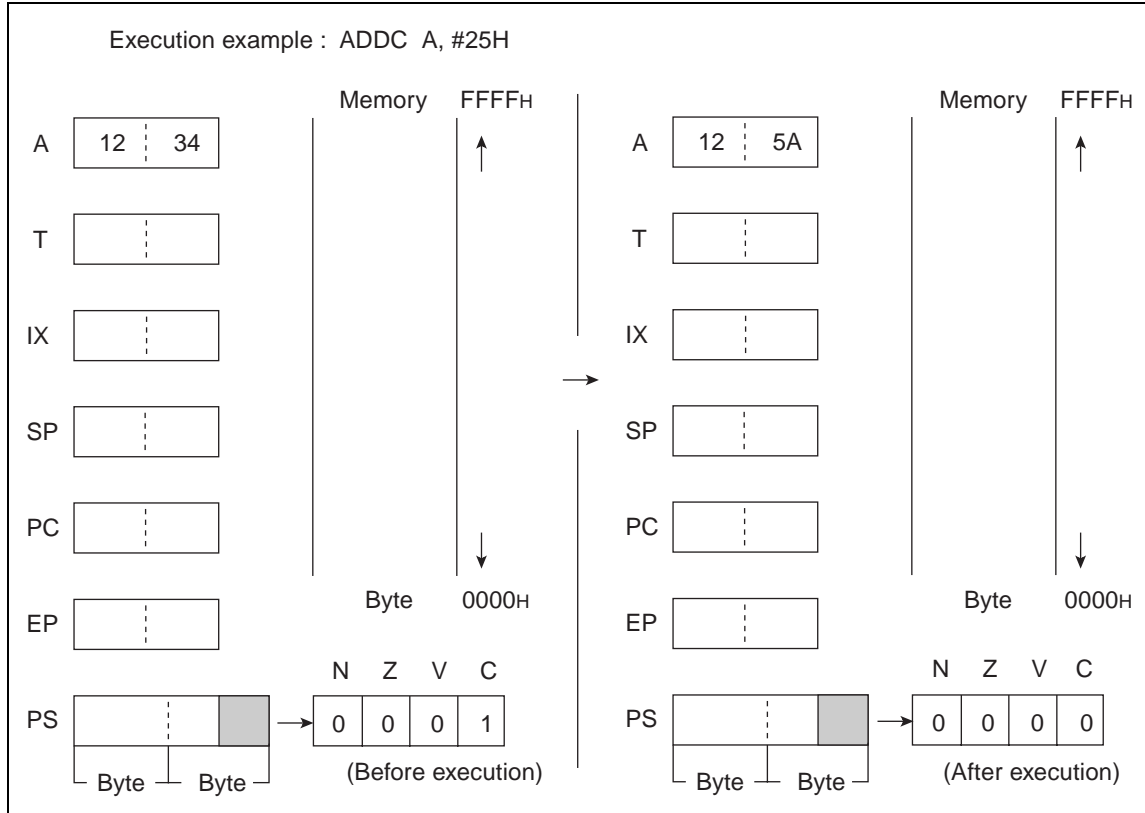 Execution example : ADDC A, #25H
Memory FFFFH
A 12 34
T
IX
SP
PC
Byte 0000H
EP
N Z V C
PS 0 0 0 1
Byte Byte (Before execution)
Memory FFFFH
A 12 5A
T
IX
SP
PC
Byte 0000H
EP
N Z V C
PS 0 0 0 0
Byte Byte (After execution)